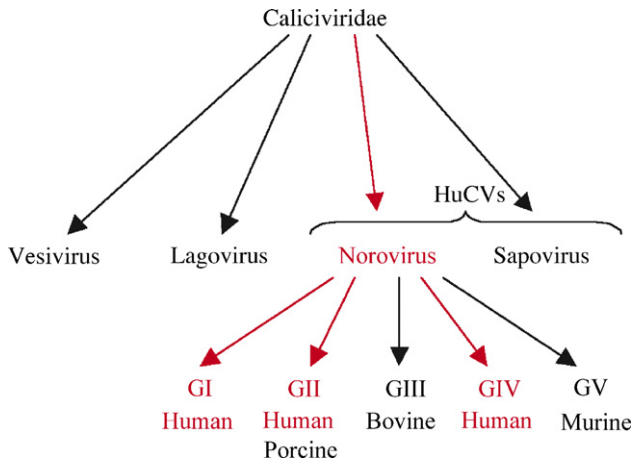 Caliciviridae
HuCVs
Vesivirus Lagovirus Norovirus Sapovirus
GI GII GIII GIV GV
Human Human Bovine Human Murine
Porcine